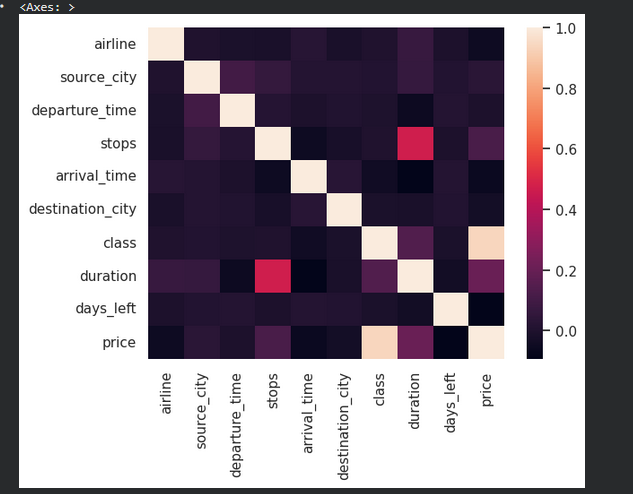 <Axes: >
airline
source_city
departure_time
stops
arrival_time
destination_city
class
duration
days_left
price
airline
source_city
departure_time
stops
arrival_time
destination_city
class
duration
days_left
price
1.0
0.8
0.6
0.4
0.2
0.0